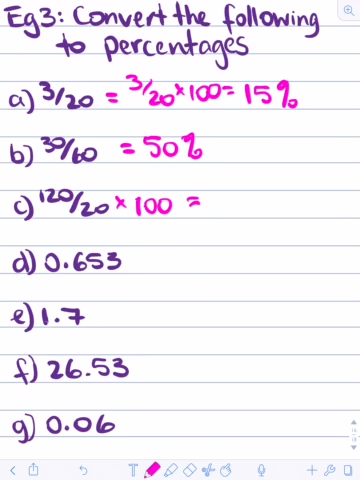 Eg3: Convert the following
to percentages
a) 3/20 = 3/20 × 100 = 15%
b) 30/60 = 50%
c) 120/20 × 100 =
d) 0.653
e) 1.7
f) 26.53
g) 0.06